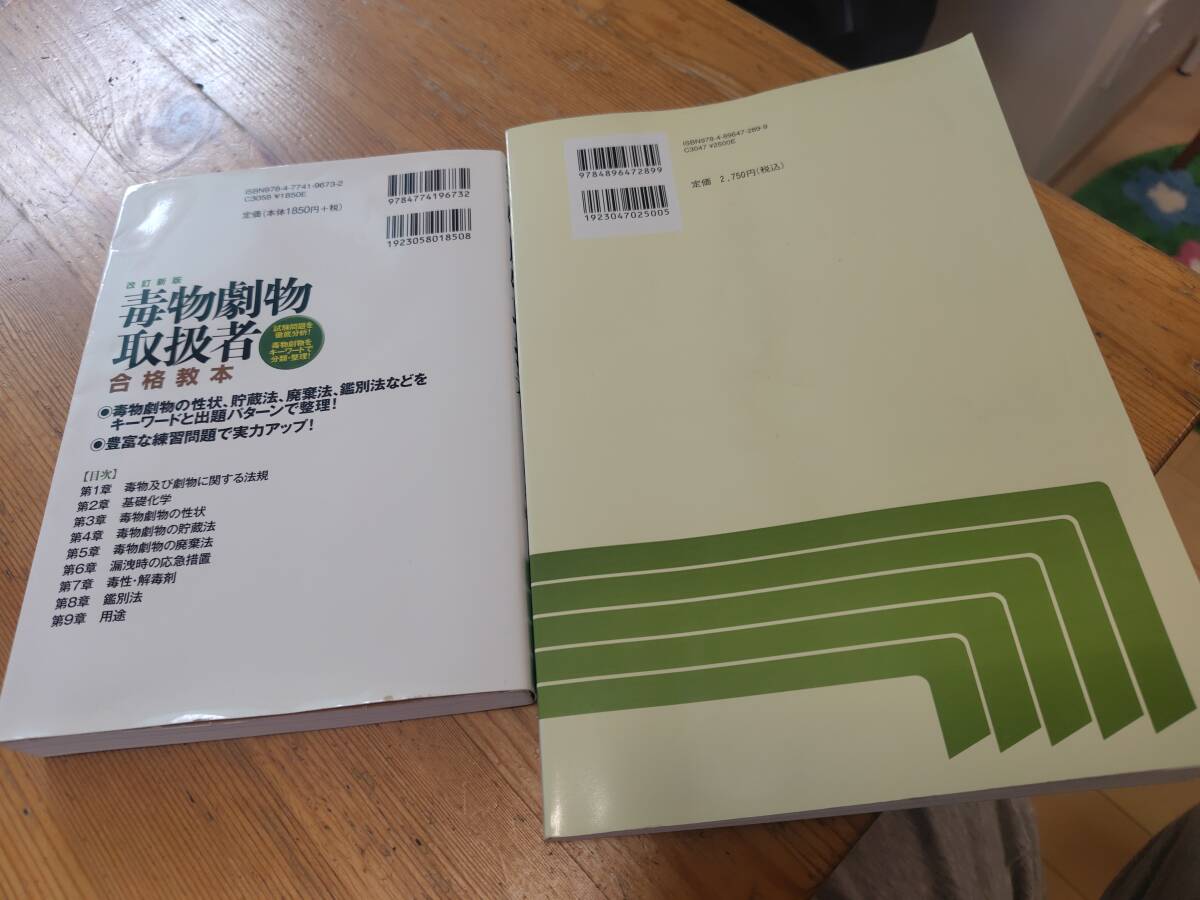 ISBN978-4-7741-9673-2
C3058 ¥1850E
定価(本体1850円+税)
9784774196732
1923058018508
改訂新版
毒物劇物
取扱者
合格教本
試験問題を
徹底分析!
毒物劇物を
キーワードで
分類・整理!
◉毒物劇物の性状、貯蔵法、廃棄法、鑑別法などを
キーワードと出題パターンで整理!
◉豊富な練習問題で実力アップ!
【目次】
第1章 毒物及び劇物に関する法規
第2章 基礎化学
第3章 毒物劇物の性状
第4章 毒物劇物の貯蔵法
第5章 毒物劇物の廃棄法
第6章 漏洩時の応急措置
第7章 毒性・解毒剤
第8章 鑑別法
第9章 用途
9784896472899
1923047025005
ISBN978-4-89647-289-9
C3047 ¥2500E
定価 2,750円(税込)